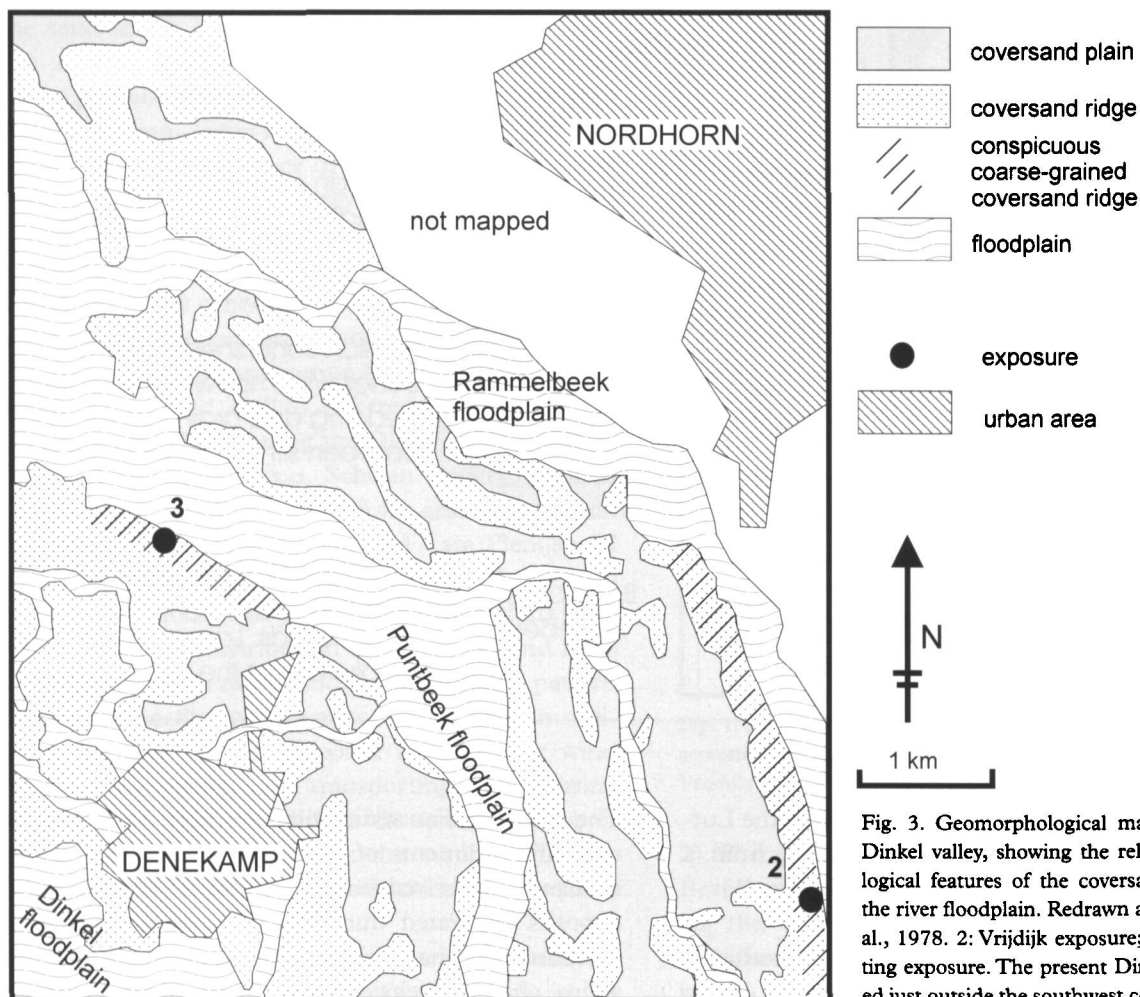 NORDHORN
not mapped
Rammelbeek
floodplain
3
Puntbeek floodplain
DENEKAMP
Dinkel
floodplain
2
coversand plain
coversand ridge
conspicuous
coarse-grained
coversand ridge
floodplain
exposure
urban area
N
1 km
Fig. 3. Geomorphological ma
Dinkel valley, showing the rel
logical features of the coversa
the river floodplain. Redrawn a
al., 1978. 2: Vrijdijk exposure;
ting exposure. The present Din
ed just outside the southwest c